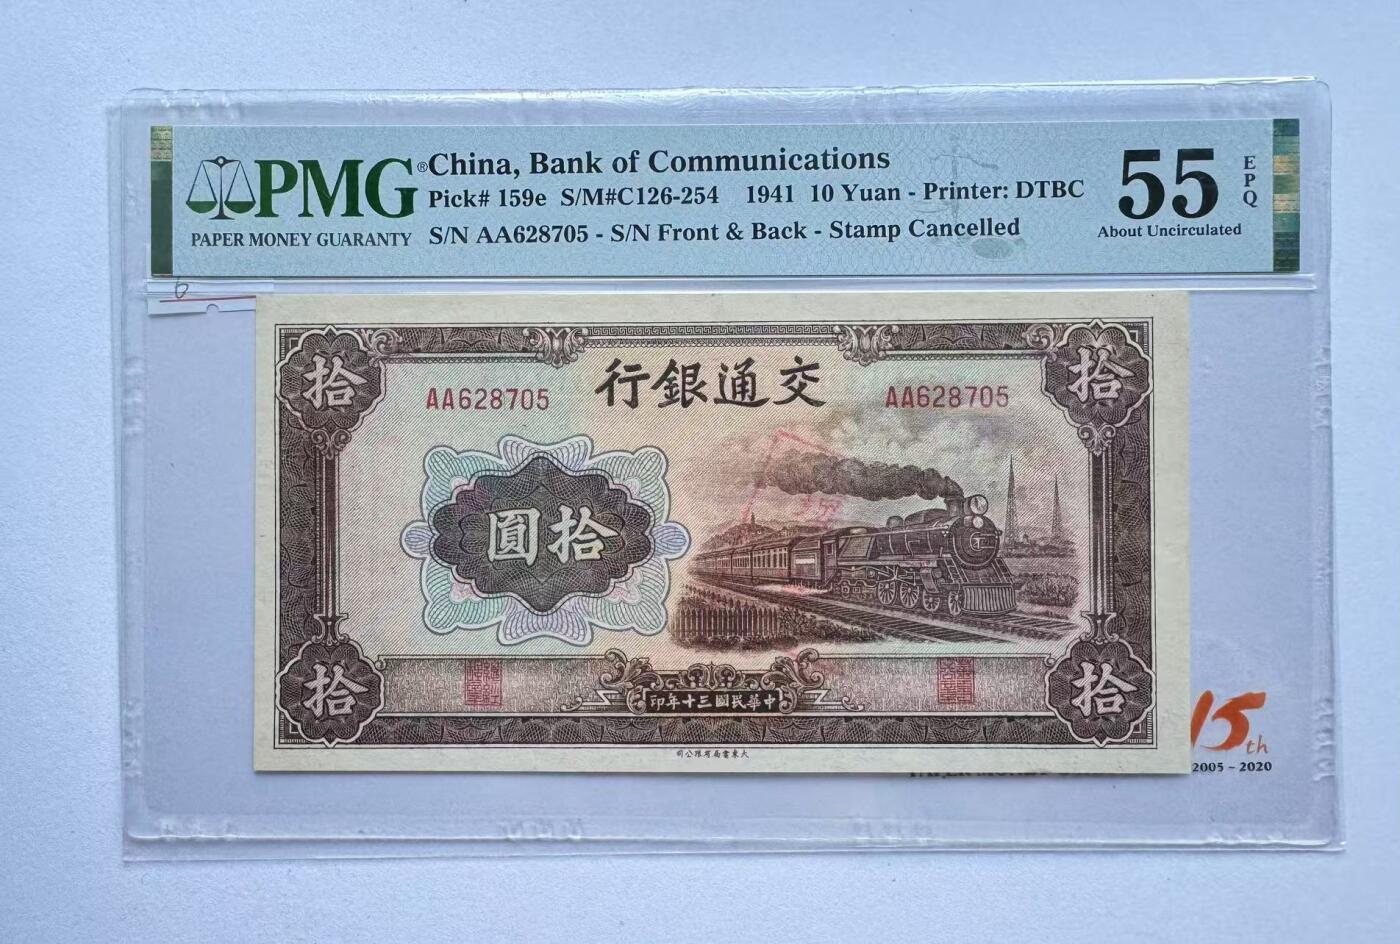 PMG®
PAPER MONEY GUARANTY
China, Bank of Communications
Pick# 159e S/M#C126-254 1941 10 Yuan - Printer: DTBC
S/N AA628705 - S/N Front & Back - Stamp Cancelled
55
EPQ
About Uncirculated
6
拾
行銀通交
拾
AA628705
AA628705
圓拾
拾
印年十三國民華中
拾
司公限有局書東大
15th
2005 - 2020